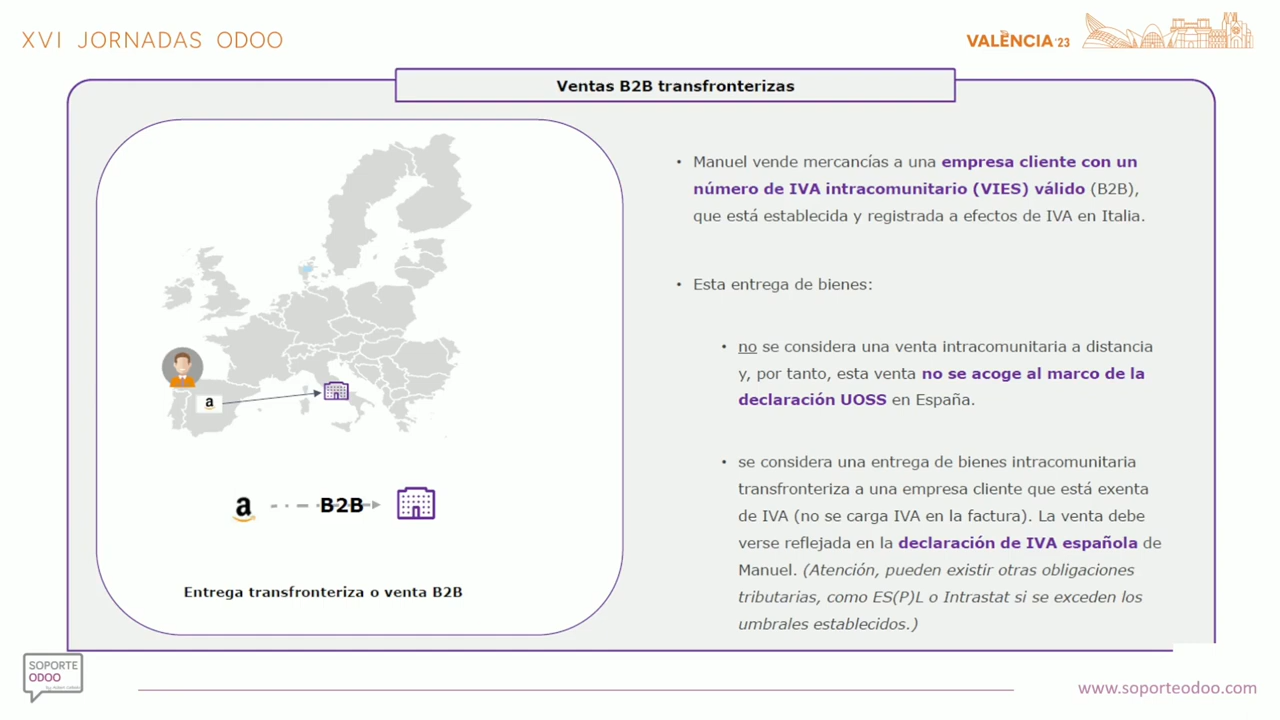 XVI JORNADAS ODOO
VALÈNCIA '23
Ventas B2B transfronterizas
• Manuel vende mercancías a una empresa cliente con un
número de IVA intracomunitario (VIES) válido (B2B),
que está establecida y registrada a efectos de IVA en Italia.
• Esta entrega de bienes:
• no se considera una venta intracomunitaria a distancia
y, por tanto, esta venta no se acoge al marco de la
declaración UOSS en España.
• se considera una entrega de bienes intracomunitaria
transfronteriza a una empresa cliente que está exenta
de IVA (no se carga IVA en la factura). La venta debe
verse reflejada en la declaración de IVA española de
Manuel. (Atención, pueden existir otras obligaciones
tributarias, como ES(P)L o Intrastat si se exceden los
umbrales establecidos.)
a
a B2B
Entrega transfronteriza o venta B2B
SOPORTE
ODOO
www.soporteodoo.com